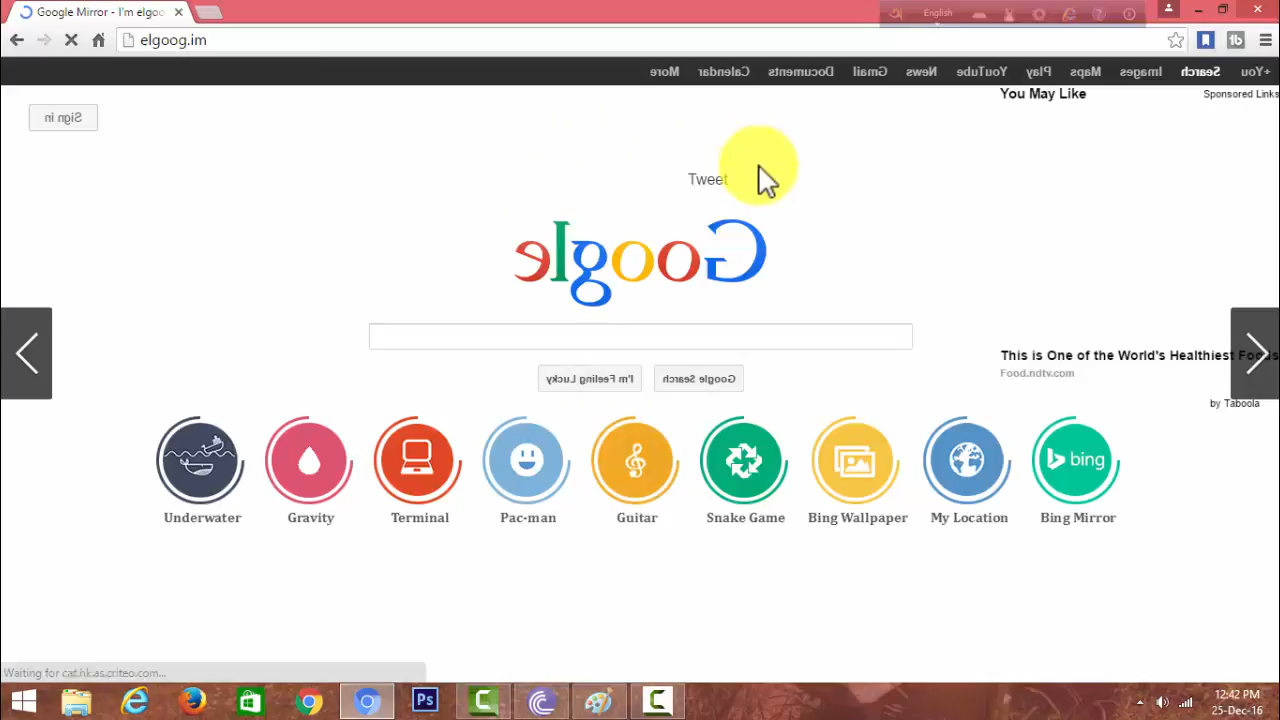 Google Mirror - I'm elgoo
English
elgoog.im
More Calendar Documents Gmail News YouTube Play Maps Images Search +You
You May Like
Sponsored Links
Sign in
Tweet
Google
I'm Feeling Lucky
Google Search
This is One of the World's Healthiest Foods
Food.ndtv.com
by Taboola
bing
Underwater
Gravity
Terminal
Pac-man
Guitar
Snake Game
Bing Wallpaper
My Location
Bing Mirror
Waiting for cat.hk.as.criteo.com...
Ps
12:42 PM
25-Dec-16